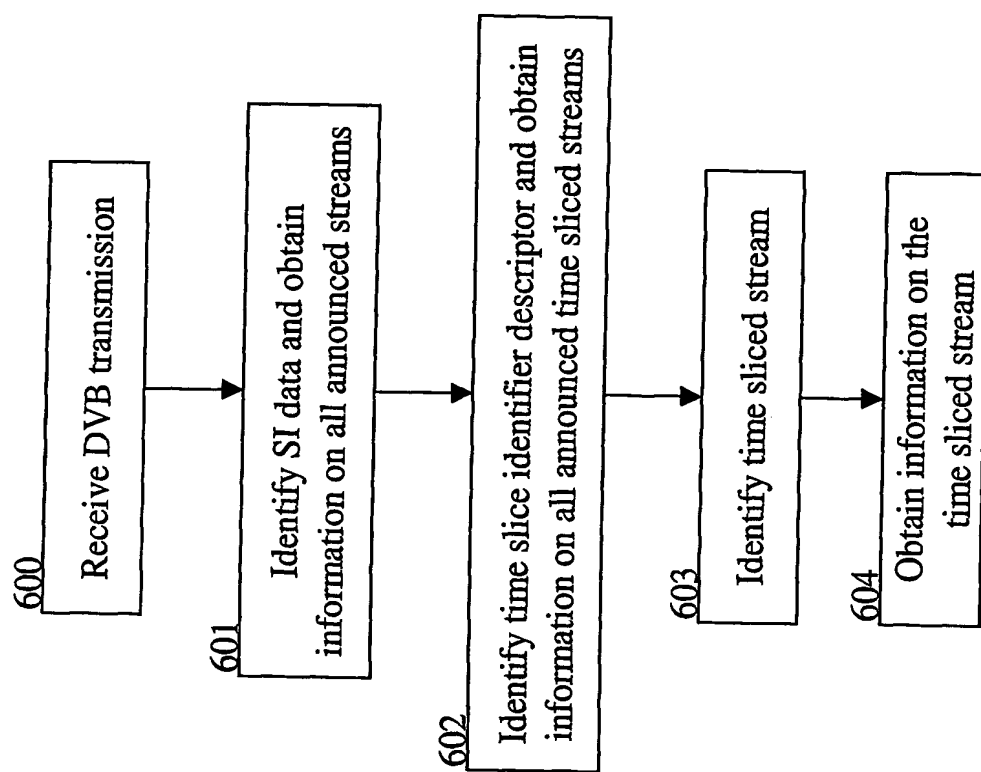 600
Receive DVB transmission
601
Identify SI data and obtain
information on all announced streams
602
Identify time slice identifier descriptor and obtain
information on all announced time sliced streams
603
Identify time sliced stream
604
Obtain information on the
time sliced stream